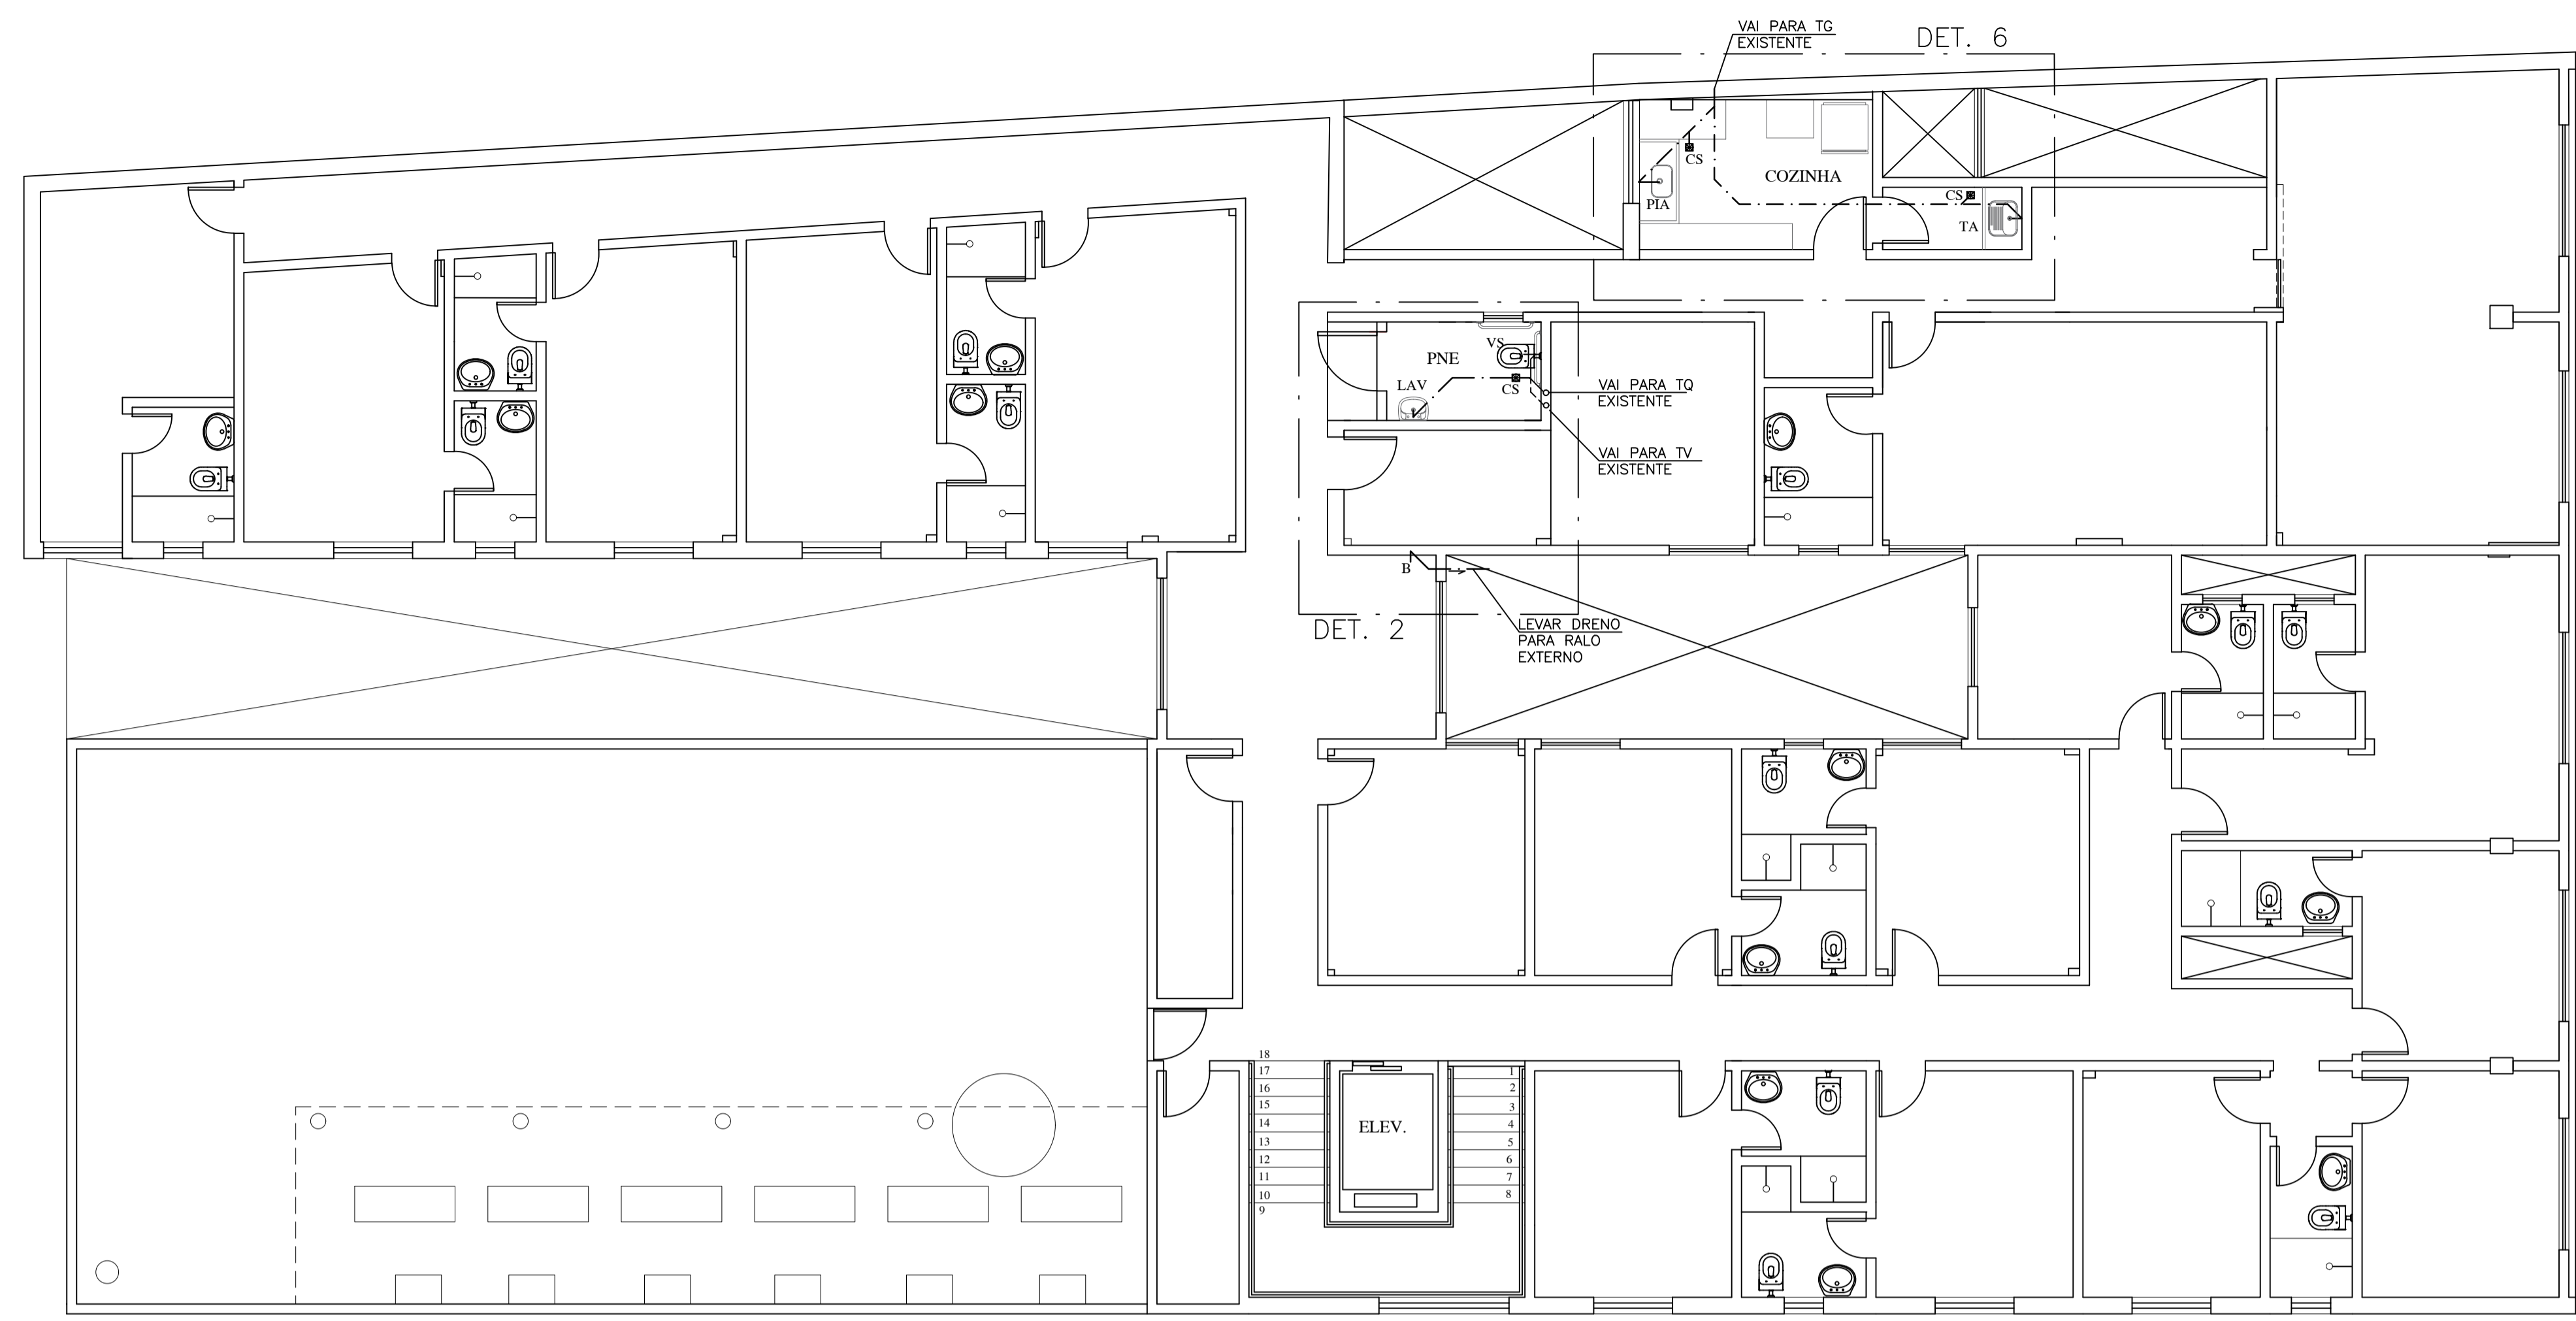 VAI PARA TG
EXISTENTE
DET. 6
CS
COZINHA
PIA
CS
TA
VS
PNE
LAV
CS
VAI PARA TQ
EXISTENTE
VAI PARA TV
EXISTENTE
B
DET. 2
LEVAR DRENO
PARA RALO
EXTERNO
18
17
16
15
14
13
12
11
10
9
ELEV.
1
2
3
4
5
6
7
8